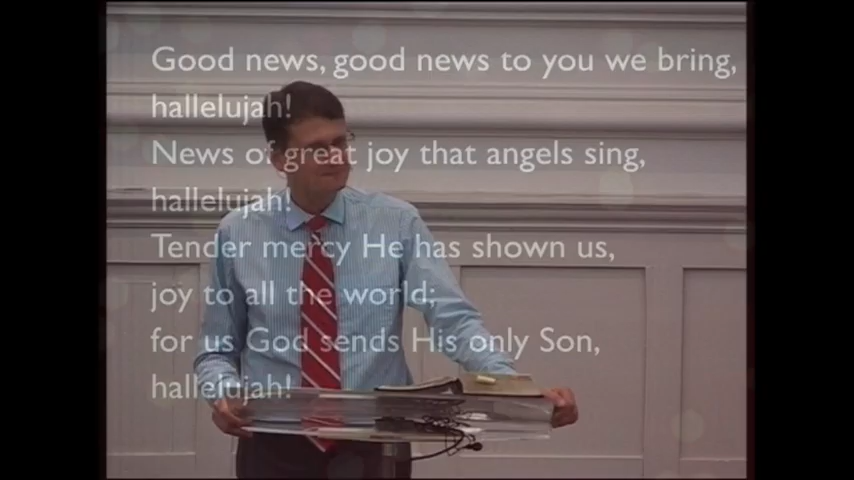 Good news, good news to you we bring,
hallelujah!
News of great joy that angels sing,
hallelujah!
Tender mercy He has shown us,
joy to all the world;
for us God sends His only Son,
hallelujah!